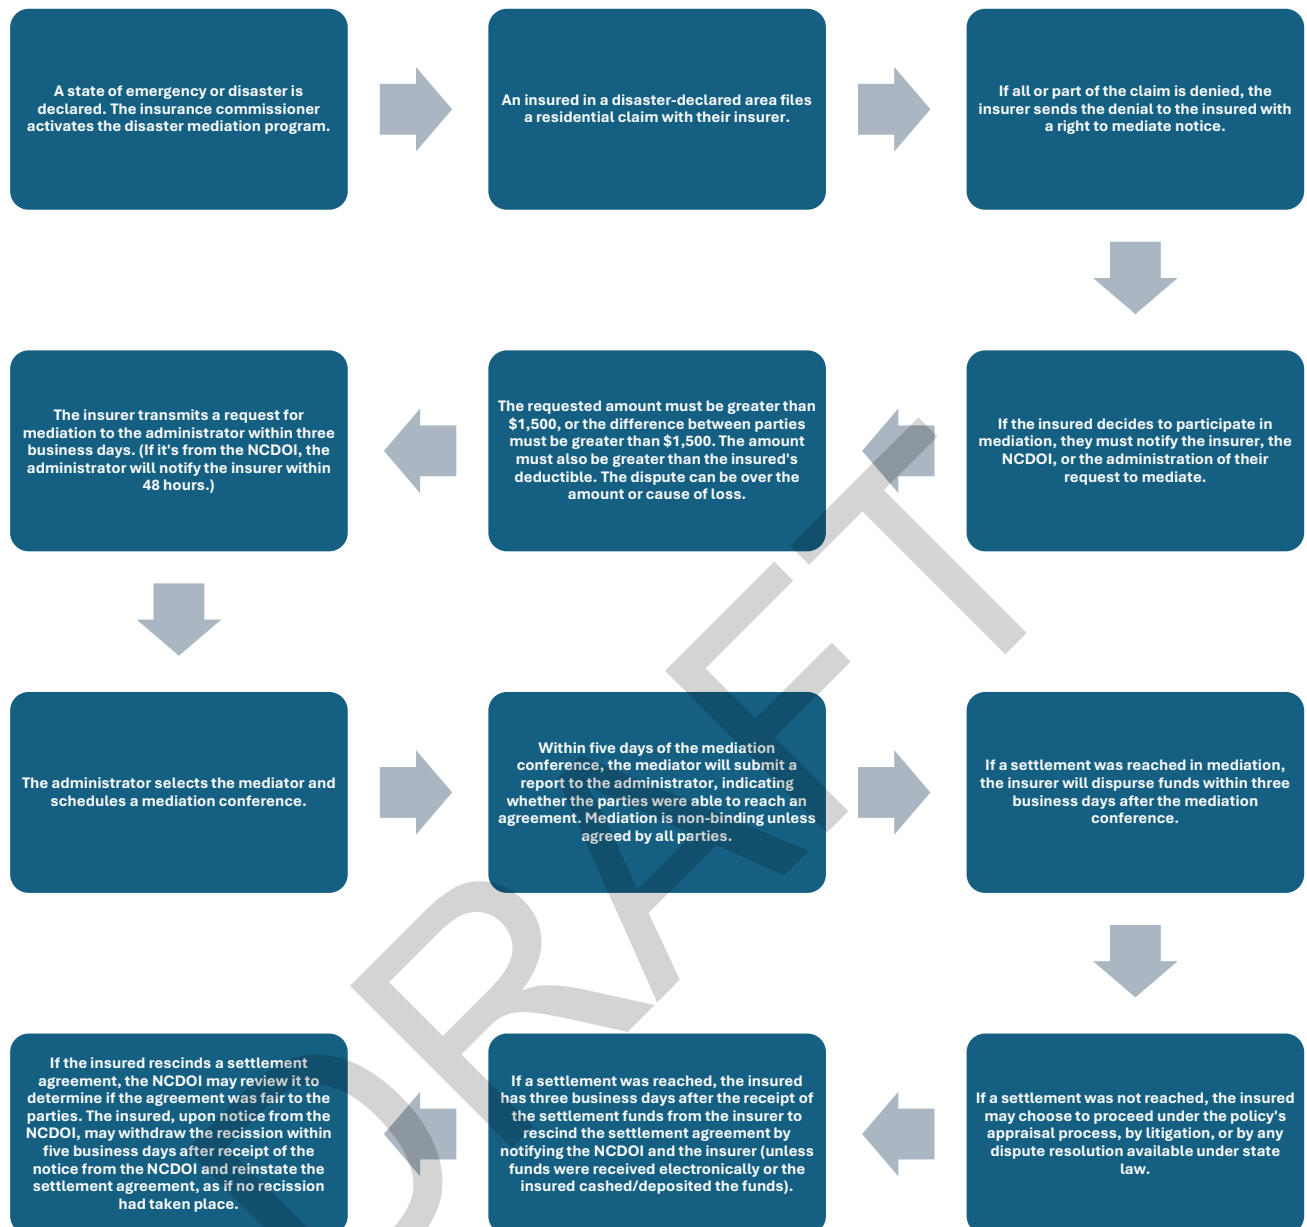 A state of emergency or disaster is
declared. The insurance commissioner
activates the disaster mediation program.
An insured in a disaster-declared area files
a residential claim with their insurer.
If all or part of the claim is denied, the
insurer sends the denial to the insured with
a right to mediate notice.
If the insured decides to participate in
mediation, they must notify the insurer, the
NCDOI, or the administration of their
request to mediate.
The requested amount must be greater than
$1,500, or the difference between parties
must be greater than $1,500. The amount
must also be greater than the insured's
deductible. The dispute can be over the
amount or cause of loss.
The insurer transmits a request for
mediation to the administrator within three
business days. (If it's from the NCDOI, the
administrator will notify the insurer within
48 hours.)
The administrator selects the mediator and
schedules a mediation conference.
Within five days of the mediation
conference, the mediator will submit a
report to the administrator, indicating
whether the parties were able to reach an
agreement. Mediation is non-binding unless
agreed by all parties.
If a settlement was reached in mediation,
the insurer will dispurse funds within three
business days after the mediation
conference.
If a settlement was not reached, the insured
may choose to proceed under the policy's
appraisal process, by litigation, or by any
dispute resolution available under state
law.
If a settlement was reached, the insured
has three business days after the receipt of
the settlement funds from the insurer to
rescind the settlement agreement by
notifying the NCDOI and the insurer (unless
funds were received electronically or the
insured cashed/deposited the funds).
If the insured rescinds a settlement
agreement, the NCDOI may review it to
determine if the agreement was fair to the
parties. The insured, upon notice from the
NCDOI, may withdraw the recission within
five business days after receipt of the
notice from the NCDOI and reinstate the
settlement agreement, as if no recission
had taken place.
DRAFT